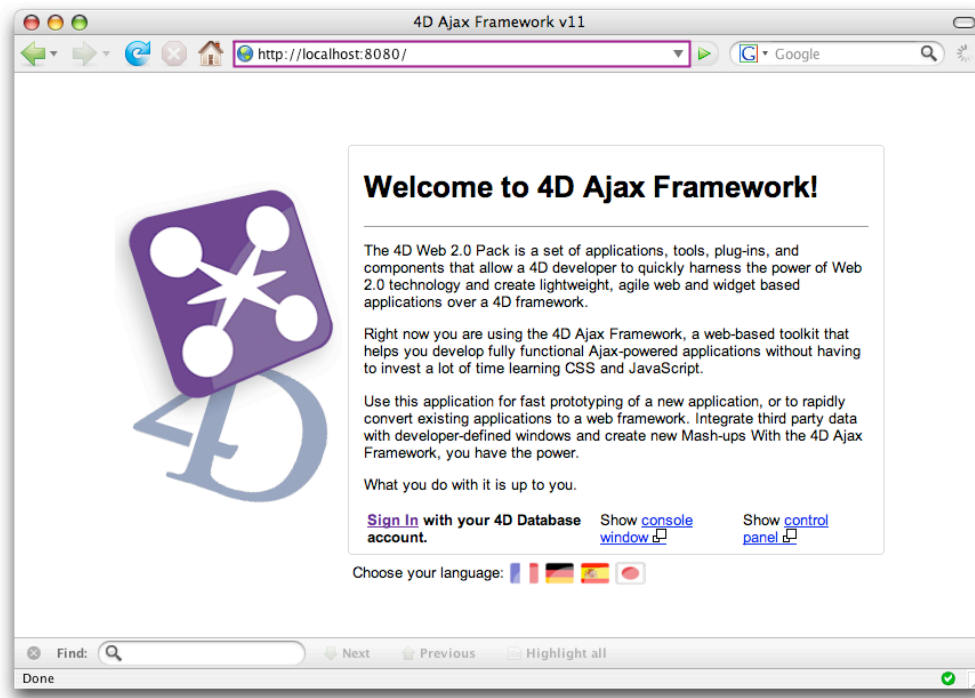 4D Ajax Framework v11
http://localhost:8080/
G Google
Welcome to 4D Ajax Framework!
The 4D Web 2.0 Pack is a set of applications, tools, plug-ins, and
components that allow a 4D developer to quickly harness the power of Web
2.0 technology and create lightweight, agile web and widget based
applications over a 4D framework.
Right now you are using the 4D Ajax Framework, a web-based toolkit that
helps you develop fully functional Ajax-powered applications without having
to invest a lot of time learning CSS and JavaScript.
Use this application for fast prototyping of a new application, or to rapidly
convert existing applications to a web framework. Integrate third party data
with developer-defined windows and create new Mash-ups With the 4D Ajax
Framework, you have the power.
What you do with it is up to you.
4D
Sign In with your 4D Database
account.
Show console
window
Show control
panel
Choose your language:
Find:
Next
Previous
Highlight all
Done